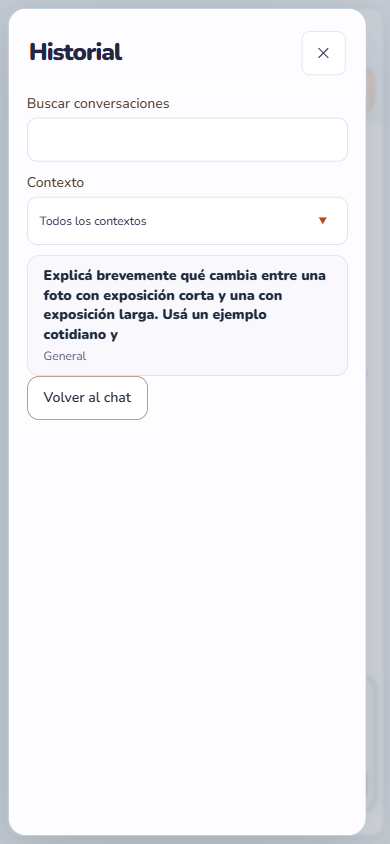 Historial
Buscar conversaciones
Contexto
Todos los contextos
Explicá brevemente qué cambia entre una
foto con exposición corta y una con
exposición larga. Usá un ejemplo
cotidiano y
General
Volver al chat